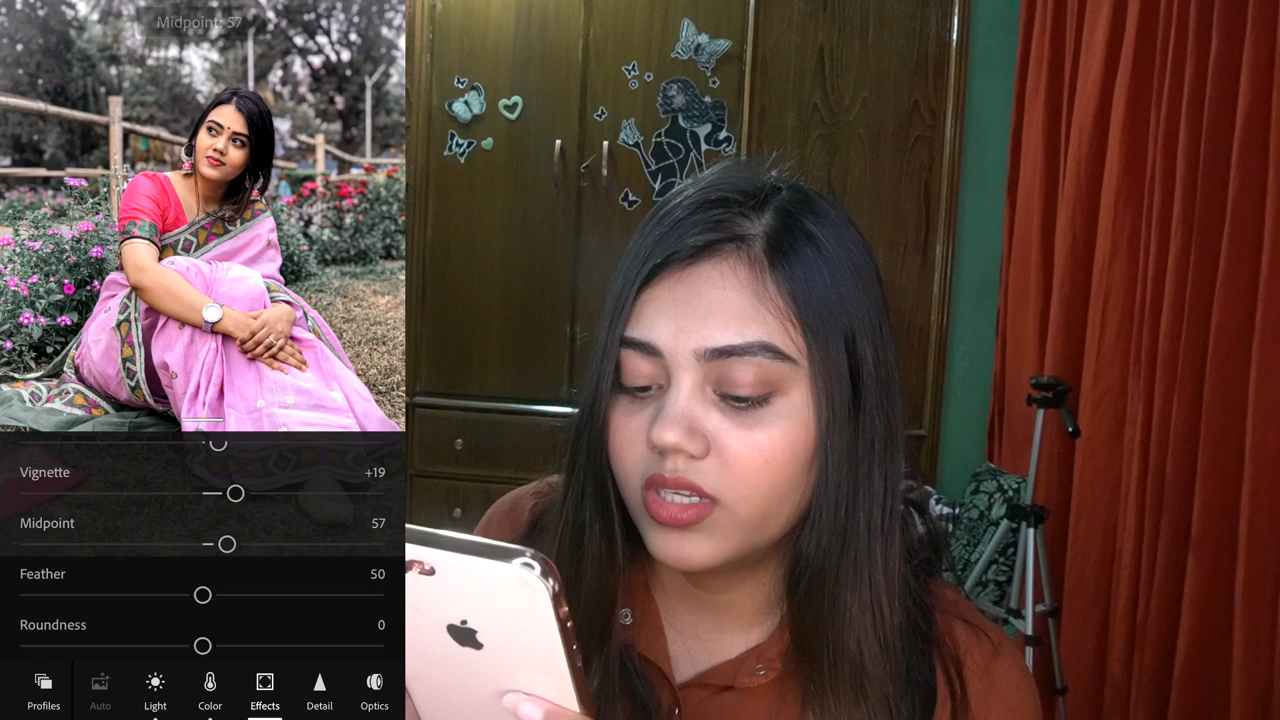 Midpoint: 57
Vignette +19
Midpoint 57
Feather 50
Roundness 0
Profiles Auto Light Color Effects Detail Optics